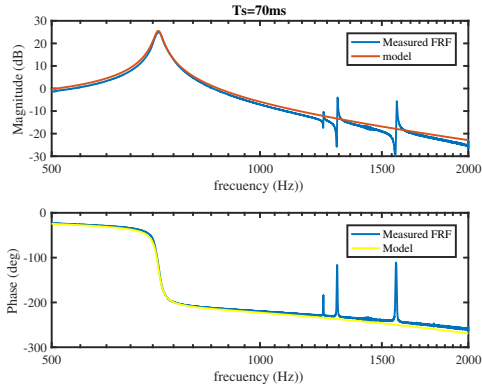 Ts=70ms
Magnitude (dB)
30
20
10
0
-10
-20
-30
Measured FRF
model
500
1000
1500
2000
frecuency (Hz))
Phase (deg)
0
-100
-200
-300
Measured FRF
Model
500
1000
1500
2000
frecuency (Hz))